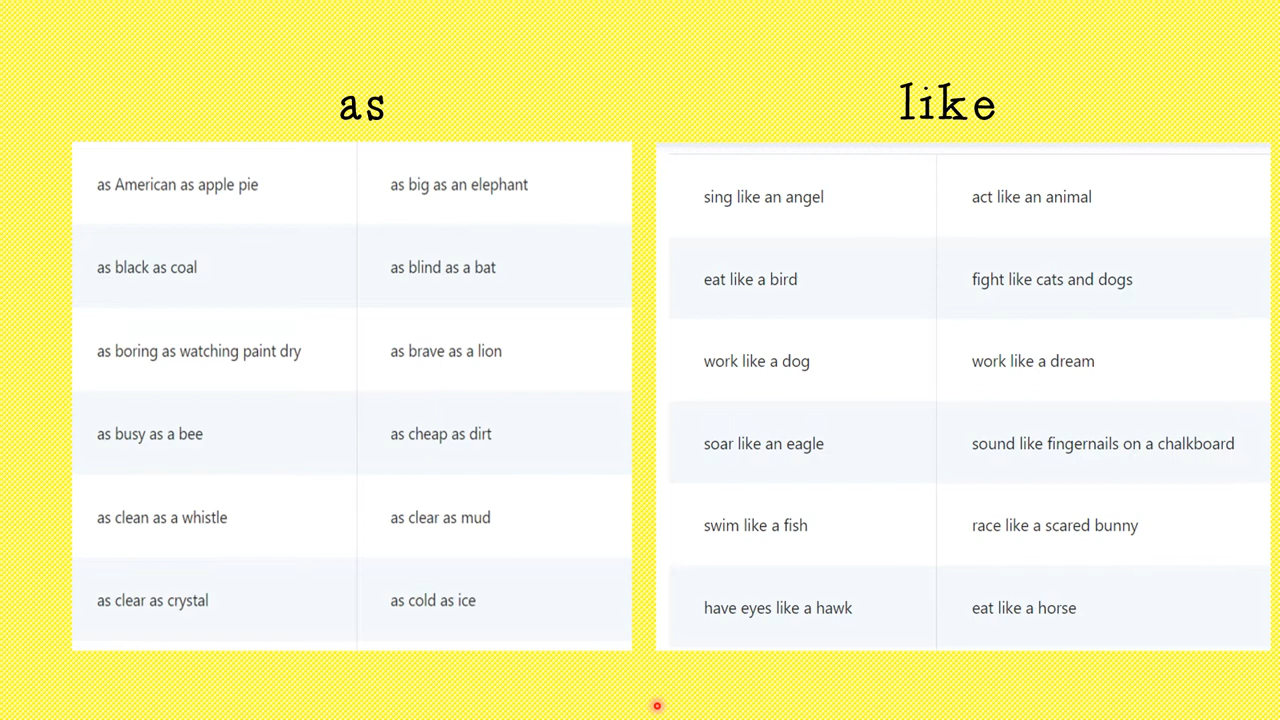 as
as American as apple pie
as big as an elephant
as black as coal
as blind as a bat
as boring as watching paint dry
as brave as a lion
as busy as a bee
as cheap as dirt
as clean as a whistle
as clear as mud
as clear as crystal
as cold as ice
like
sing like an angel
act like an animal
eat like a bird
fight like cats and dogs
work like a dog
work like a dream
soar like an eagle
sound like fingernails on a chalkboard
swim like a fish
race like a scared bunny
have eyes like a hawk
eat like a horse